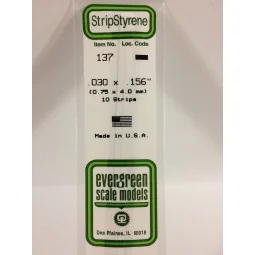 StripStyrene
Item No. Loc. Code
137
.030 x .156"
(0.75 x 4.0 mm)
10 Strips
Made in U.S.A.
evergreen
scale models
Des Plaines, IL 60018